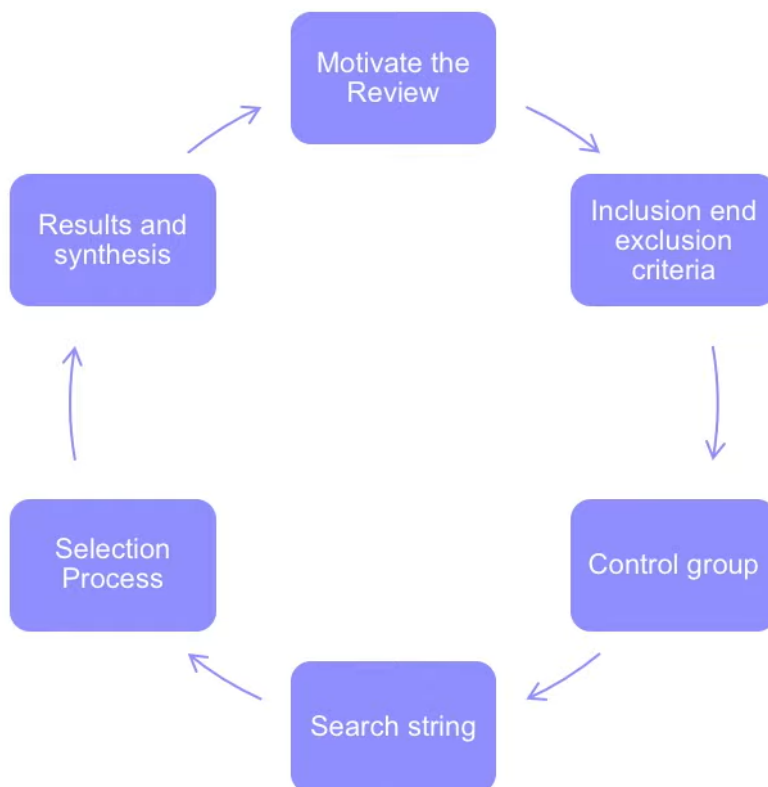 Motivate the
Review
Inclusion end
exclusion
criteria
Control group
Search string
Selection
Process
Results and
synthesis